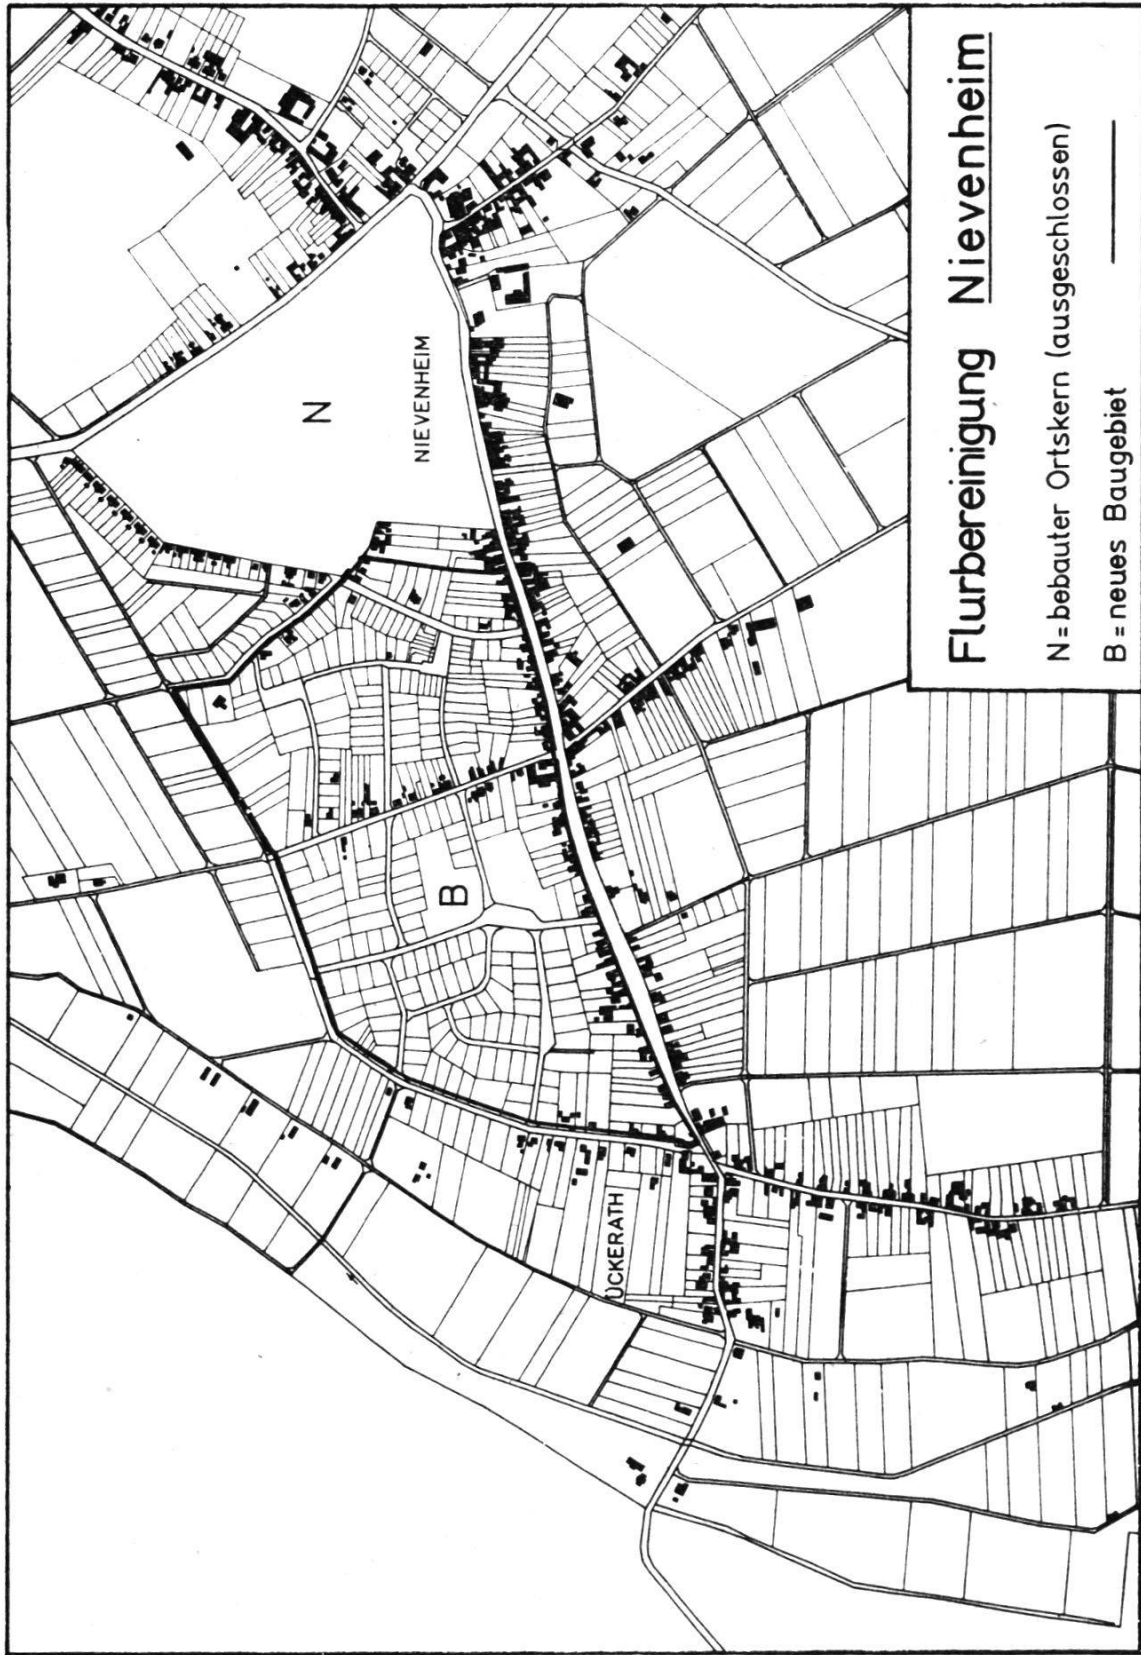 N
NIEVENHEIM
B
ÜCKERATH
Flurbereinigung Nievenheim
N = bebauter Ortskern (ausgeschlossen)
B = neues Baugebiet